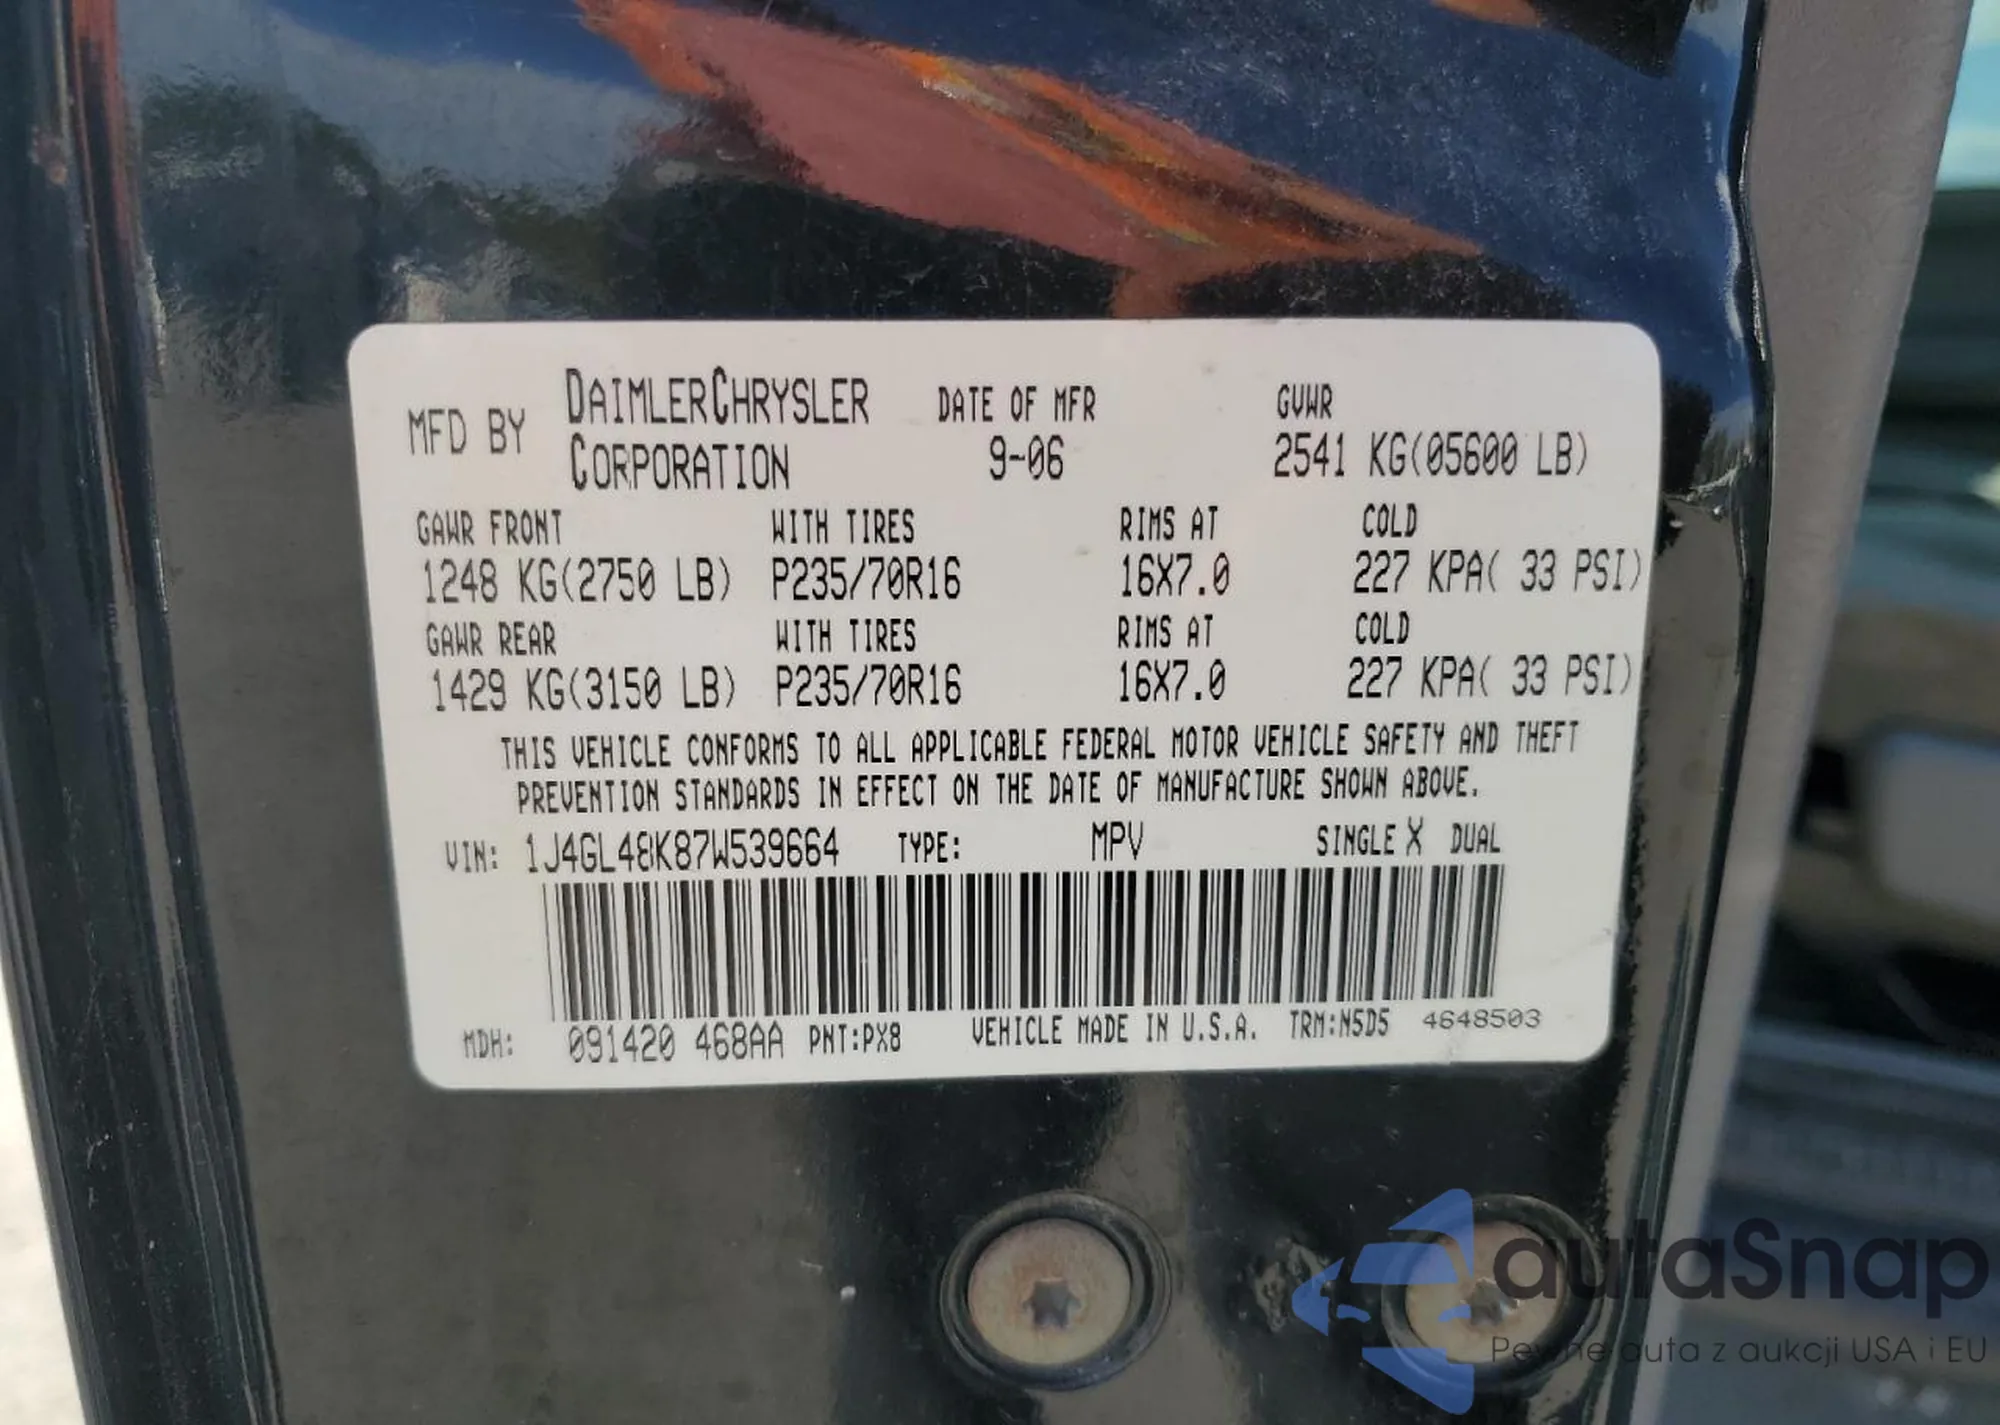 MFD BY DAIMLERCHRYSLER CORPORATION DATE OF MFR 9-06 GVWR 2541 KG(05600 LB)
GAWR FRONT WITH TIRES RIMS AT COLD
1248 KG(2750 LB) P235/70R16 16X7.0 227 KPA( 33 PSI)
GAWR REAR WITH TIRES RIMS AT COLD
1429 KG(3150 LB) P235/70R16 16X7.0 227 KPA( 33 PSI)
THIS VEHICLE CONFORMS TO ALL APPLICABLE FEDERAL MOTOR VEHICLE SAFETY AND THEFT
PREVENTION STANDARDS IN EFFECT ON THE DATE OF MANUFACTURE SHOWN ABOVE.
VIN: 1J4GL48K87W539664 TYPE: MPV SINGLE X DUAL
MDH: 091420 468AA PNT:PX8 VEHICLE MADE IN U.S.A. TRM:N5D5 4648503
autaSnap
Pewne auta z aukcji USA i EU